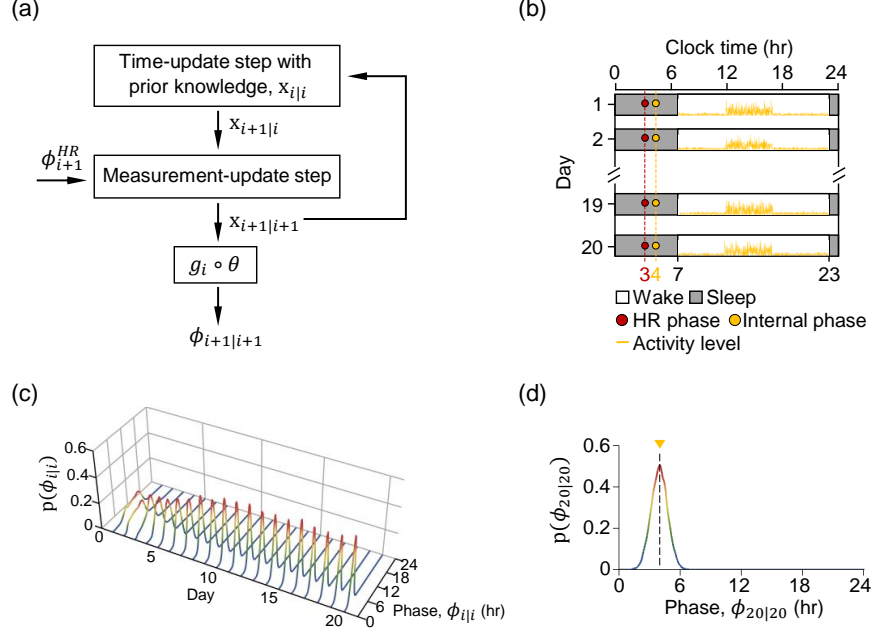 (a)
Time-update step with
prior knowledge, x_{i|i}
x_{i+1|i}
ϕ^{HR}_{i+1}
Measurement-update step
x_{i+1|i+1}
g_i ∘ θ
ϕ_{i+1|i+1}
(b)
Clock time (hr)
0 6 12 18 24
Day
1
2
19
20
3 4 7 23
Wake Sleep
HR phase Internal phase
Activity level
(c)
p(ϕ_{i|i})
0.6
0.4
0.2
0
0 5 10 15 20
Day
0 6 12 18 24
Phase, ϕ_{i|i} (hr)
(d)
p(ϕ_{20|20})
0.6
0.4
0.2
0
0 6 12 18 24
Phase, ϕ_{20|20} (hr)